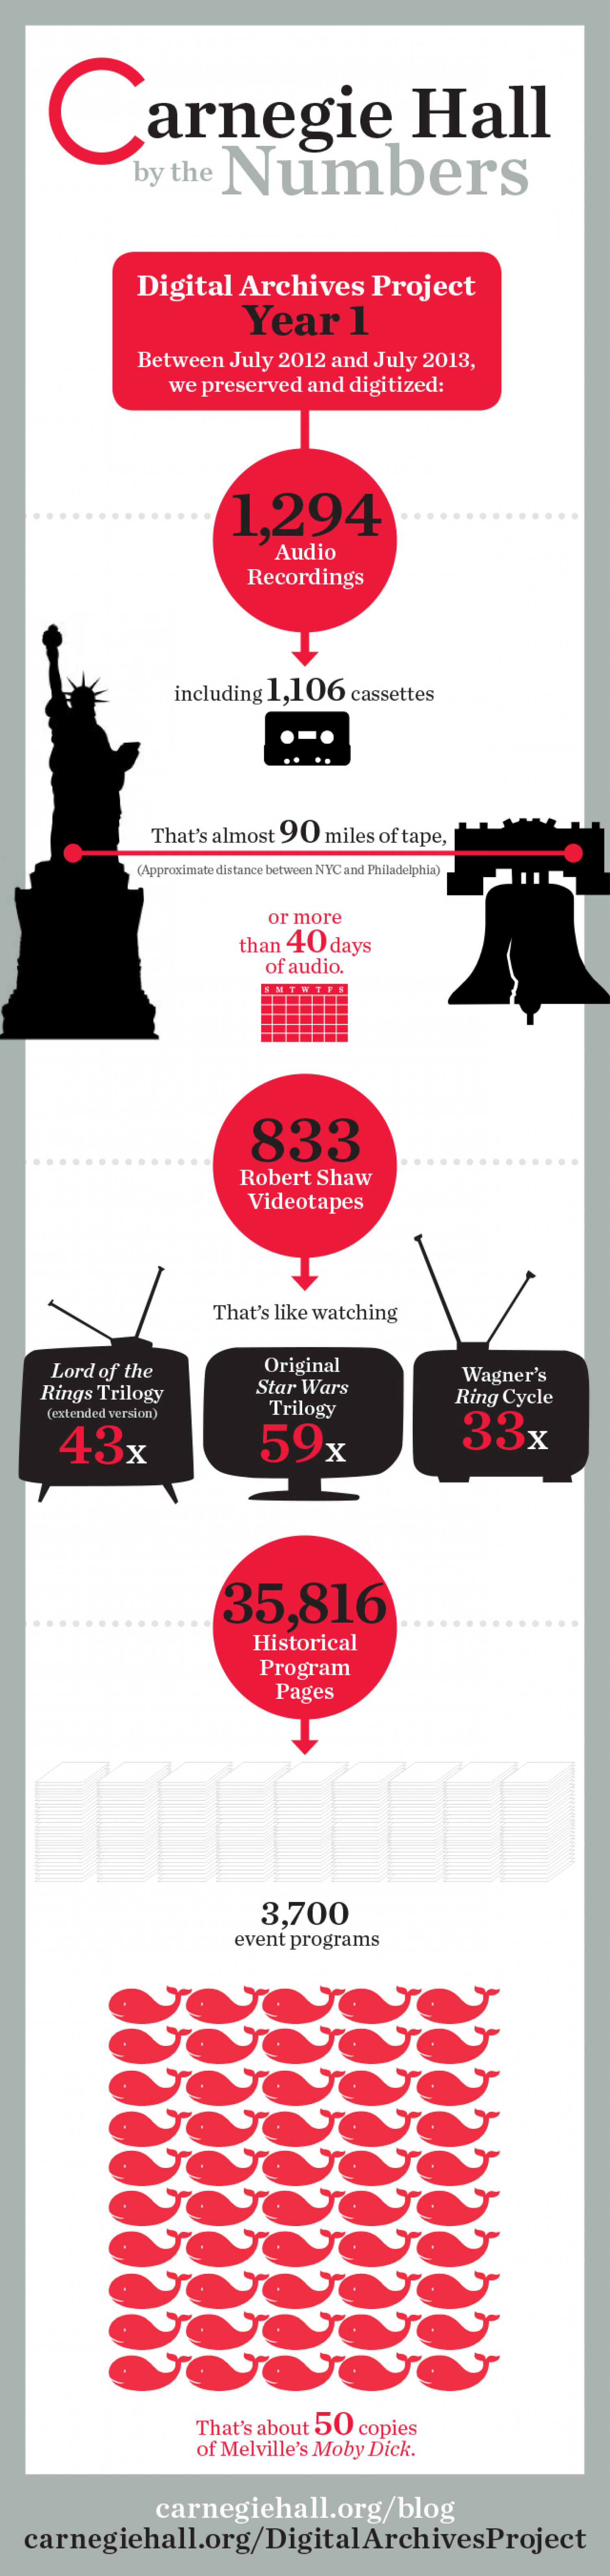 Carnegie Hall
by the Numbers
Digital Archives Project
Year 1
Between July 2012 and July 2013,
we preserved and digitized:
1,294
Audio
Recordings
including 1,106 cassettes
That's almost 90 miles of tape,
(Approximate distance between NYC and Philadelphia)
or more
than 40 days
of audio.
S M T W T F S
833
Robert Shaw
Videotapes
That's like watching
Lord of the
Rings Trilogy
(extended version)
43x
Original
Star Wars
Trilogy
59x
Wagner's
Ring Cycle
33x
35,816
Historical
Program
Pages
3,700
event programs
That's about 50 copies
of Melville's Moby Dick.
carnegiehall.org/blog
carnegiehall.org/DigitalArchivesProject